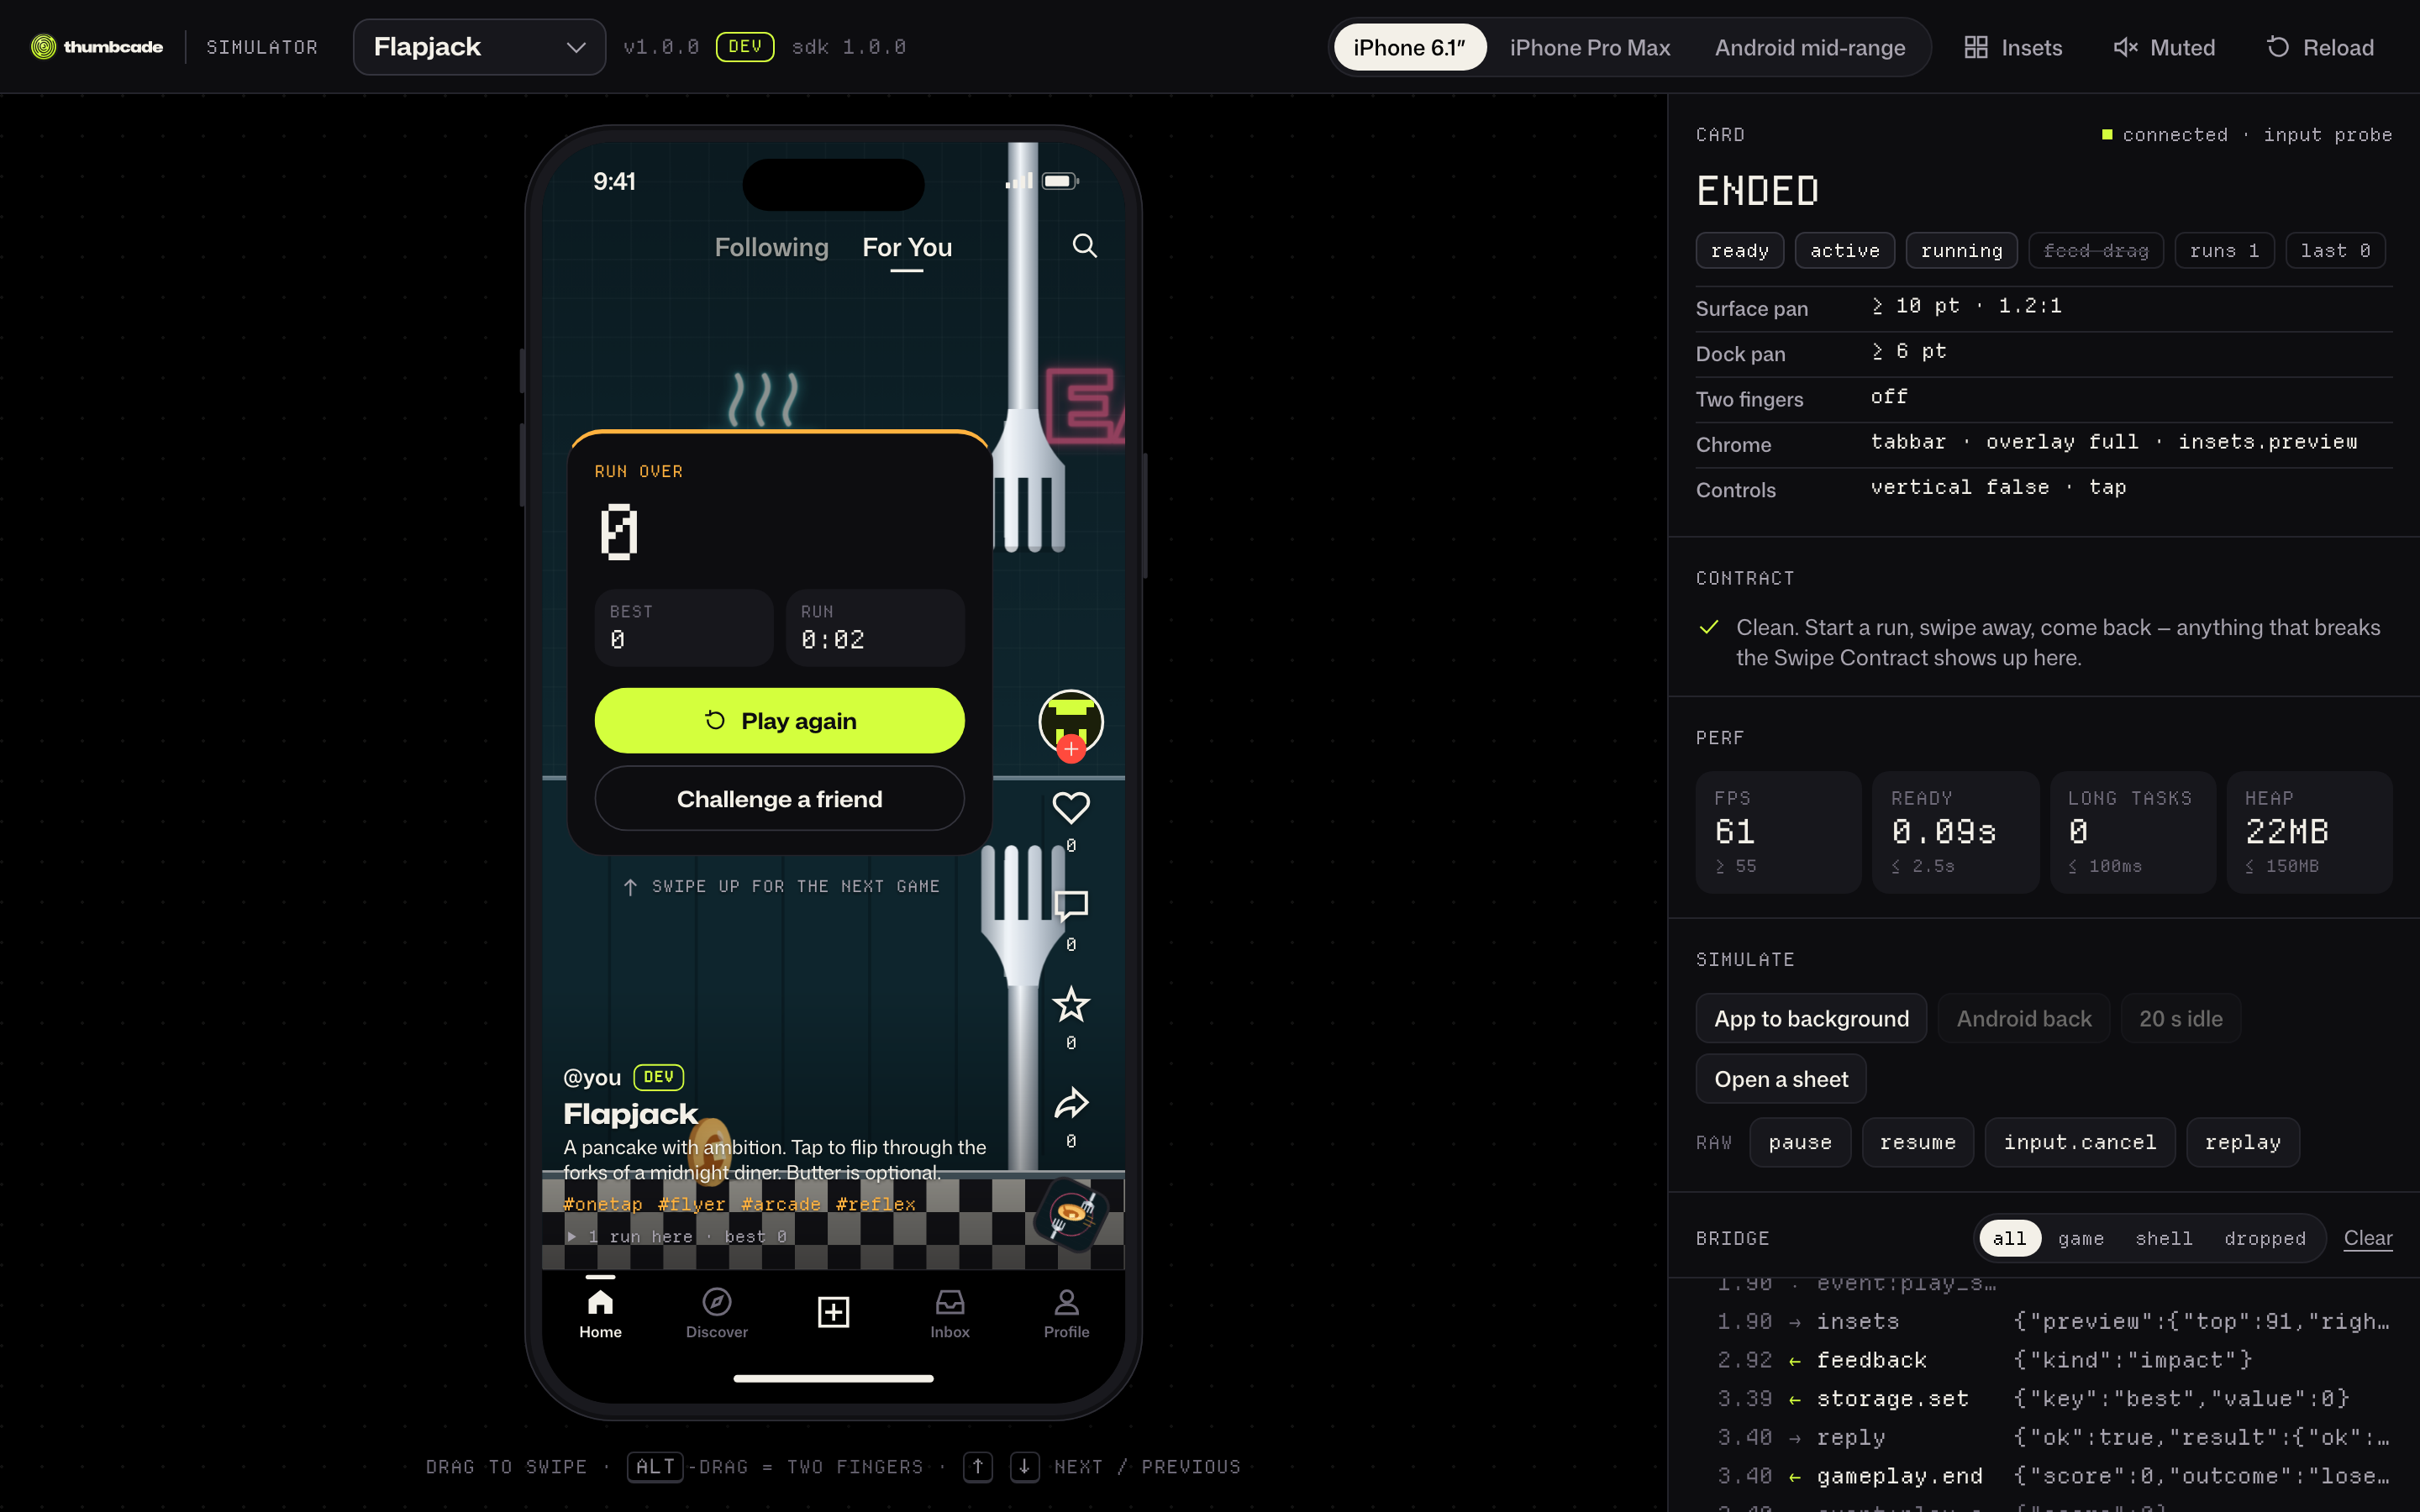 thumbcade
SIMULATOR
Flapjack
v1.0.0
DEV
sdk 1.0.0
iPhone 6.1″
iPhone Pro Max
Android mid-range
Insets
Muted
Reload
9:41
Following
For You
RUN OVER
0
BEST
0
RUN
0:02
Play again
Challenge a friend
↑ SWIPE UP FOR THE NEXT GAME
0
0
0
0
@you DEV
Flapjack
A pancake with ambition. Tap to flip through the
forks of a midnight diner. Butter is optional.
#onetap #flyer #arcade #reflex
1 run here · best 0
Home
Discover
Inbox
Profile
DRAG TO SWIPE · ALT-DRAG = TWO FINGERS · ↑ ↓ NEXT / PREVIOUS
CARD
connected · input probe
ENDED
ready
active
running
feed drag
runs 1
last 0
Surface pan ≥ 10 pt · 1.2:1
Dock pan ≥ 6 pt
Two fingers off
Chrome tabbar · overlay full · insets.preview
Controls vertical false · tap
CONTRACT
Clean. Start a run, swipe away, come back – anything that breaks
the Swipe Contract shows up here.
PERF
FPS
61
≥ 55
READY
0.09s
≤ 2.5s
LONG TASKS
0
≤ 100ms
HEAP
22MB
≤ 150MB
SIMULATE
App to background
Android back
20 s idle
Open a sheet
RAW
pause
resume
input.cancel
replay
BRIDGE
all
game
shell
dropped
Clear
1.90 · event:play_s…
1.90 → insets {"preview":{"top":91,"righ…
2.92 ← feedback {"kind":"impact"}
3.39 ← storage.set {"key":"best","value":0}
3.40 → reply {"ok":true,"result":{"ok":…
3.40 ← gameplay.end {"score":0,"outcome":"lose…